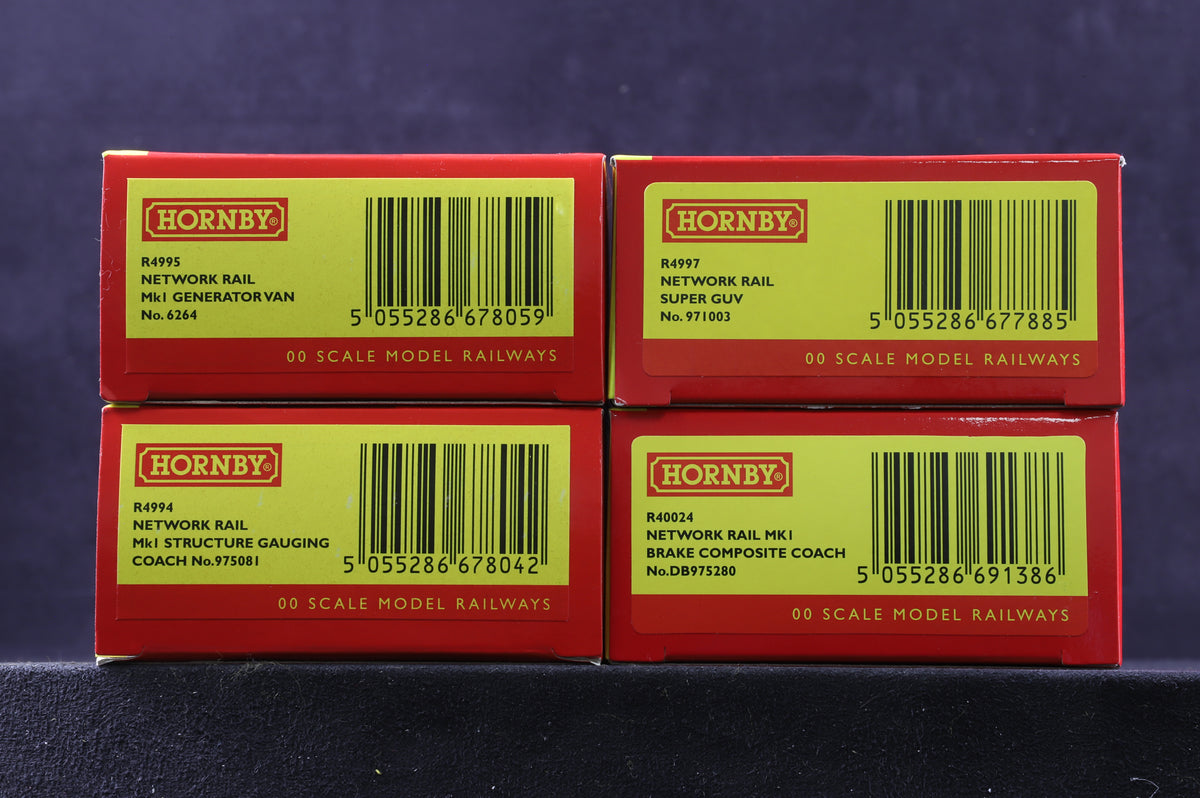 HORNBY®
R4995
NETWORK RAIL
Mk1 GENERATOR VAN
No. 6264
5 055286 678059
00 SCALE MODEL RAILWAYS
HORNBY®
R4997
NETWORK RAIL
SUPER GUV
No. 971003
5 055286 677885
00 SCALE MODEL RAILWAYS
HORNBY®
R4994
NETWORK RAIL
Mk1 STRUCTURE GAUGING
COACH No.975081
5 055286 678042
00 SCALE MODEL RAILWAYS
HORNBY®
R40024
NETWORK RAIL MK1
BRAKE COMPOSITE COACH
No.DB975280
5 055286 691386
00 SCALE MODEL RAILWAYS